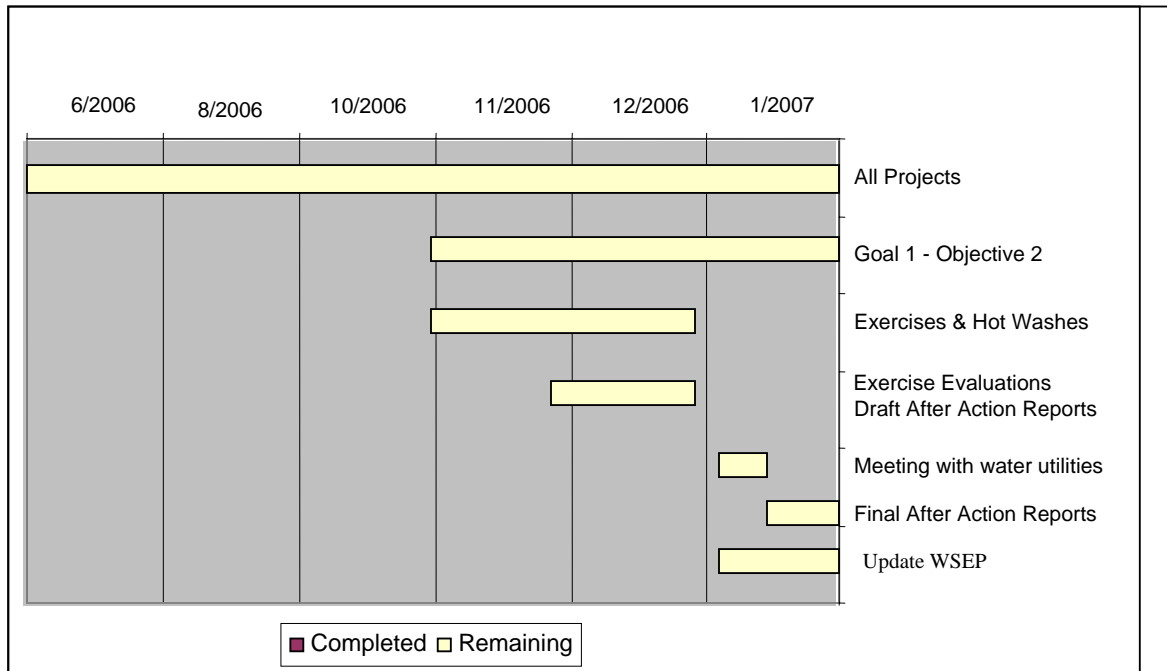 6/2006 8/2006 10/2006 11/2006 12/2006 1/2007
All Projects
Goal 1 - Objective 2
Exercises & Hot Washes
Exercise Evaluations
Draft After Action Reports
Meeting with water utilities
Final After Action Reports
Update WSEP
Completed Remaining